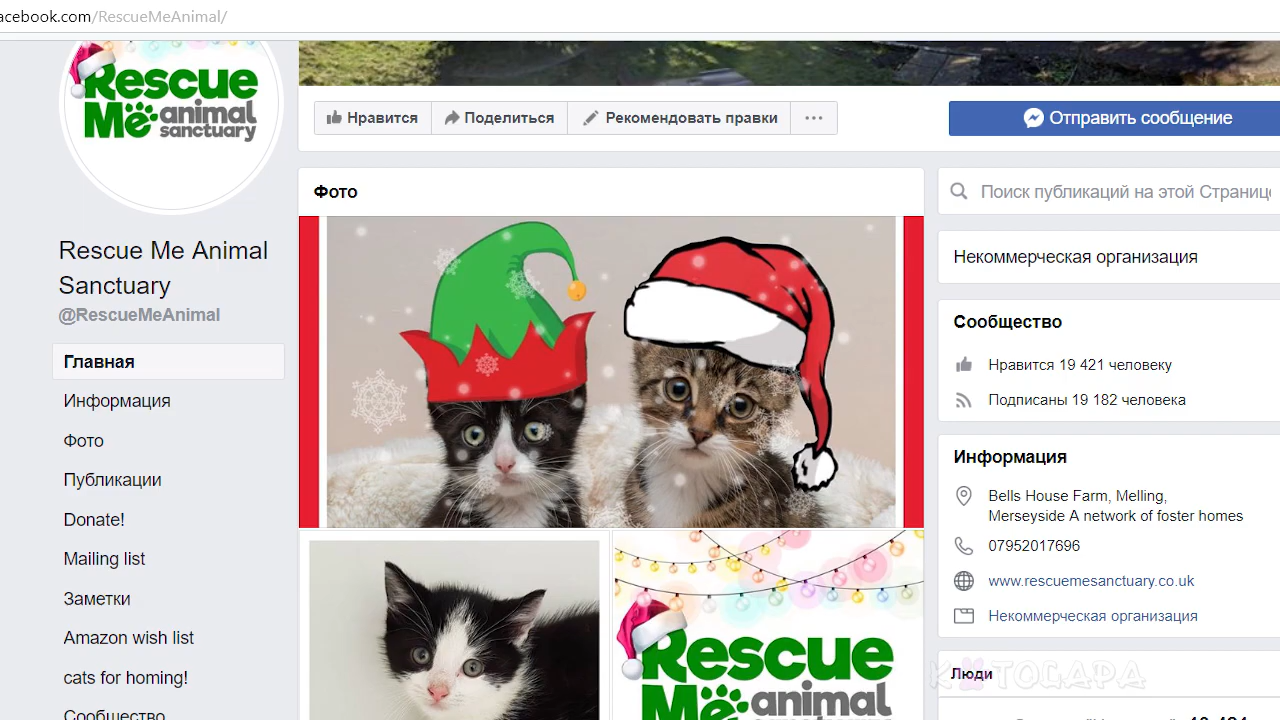 acebook.com/RescueMeAnimal/
Rescue
Me animal
sanctuary
Rescue Me Animal
Sanctuary
@RescueMeAnimal
Главная
Информация
Фото
Публикации
Donate!
Mailing list
Заметки
Amazon wish list
cats for homing!
Сообщество
Нравится
Поделиться
Рекомендовать правки
Отправить сообщение
Фото
Rescue
Me animal
Поиск публикаций на этой Странице
Некоммерческая организация
Сообщество
Нравится 19 421 человеку
Подписаны 19 182 человека
Информация
Bells House Farm, Melling,
Merseyside A network of foster homes
07952017696
www.rescuemesanctuary.co.uk
Некоммерческая организация
Люди